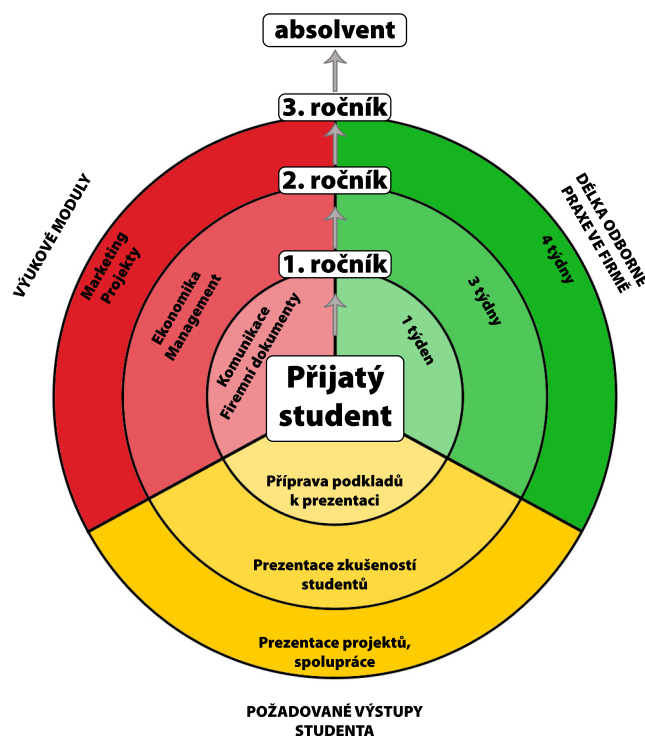 absolvent
3. ročník
2. ročník
1. ročník
Přijatý
student
VÝUKOVÉ MODULY
Marketing
Projekty
Ekonomika
Management
Komunikace
Firemní dokumenty
DÉLKA ODBORNÉ
PRAXE VE FIRMĚ
4 týdny
3 týdny
1 týden
Příprava podkladů
k prezentaci
Prezentace zkušeností
studentů
Prezentace projektů,
spolupráce
POŽADOVANÉ VÝSTUPY
STUDENTA